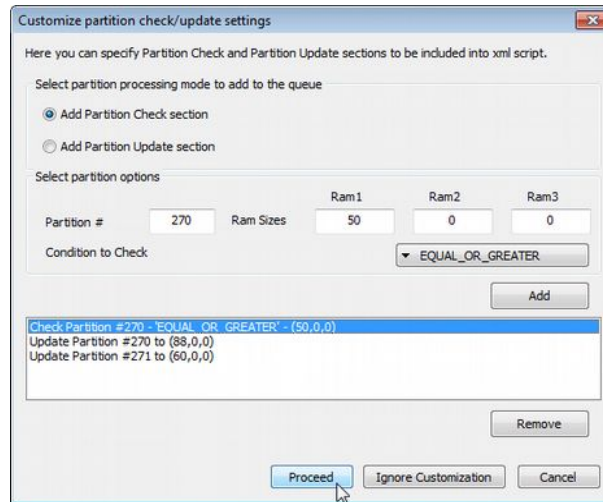 Customize partition check/update settings
Here you can specify Partition Check and Partition Update sections to be included into xml script.
Select partition processing mode to add to the queue
Add Partition Check section
Add Partition Update section
Select partition options
Ram1 Ram2 Ram3
Partition # 270 Ram Sizes 50 0 0
Condition to Check EQUAL_OR_GREATER
Add
Check Partition #270 - 'EQUAL_OR_GREATER' - (50,0,0)
Update Partition #270 to (88,0,0)
Update Partition #271 to (60,0,0)
Remove
Proceed Ignore Customization Cancel